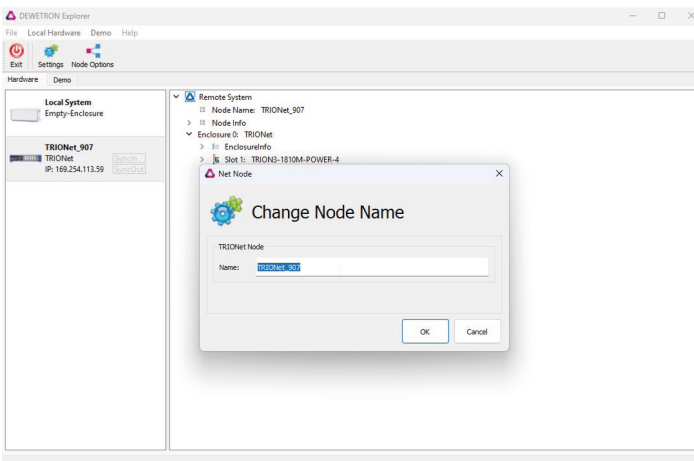 DEWETRON Explorer
File Local Hardware Demo Help
Exit Settings Node Options
Hardware Demo
Local System
Empty-Enclosure
TRIONet_907
TRIONet SyncIn
IP: 169.254.113.59 SyncOut
Remote System
Node Name: TRIONet_907
Node Info
Enclosure 0: TRIONet
EnclosureInfo
Slot 1: TRION3-1810M-POWER-4
Net Node
Change Node Name
TRIONet Node
Name: TRIONet_907
OK Cancel